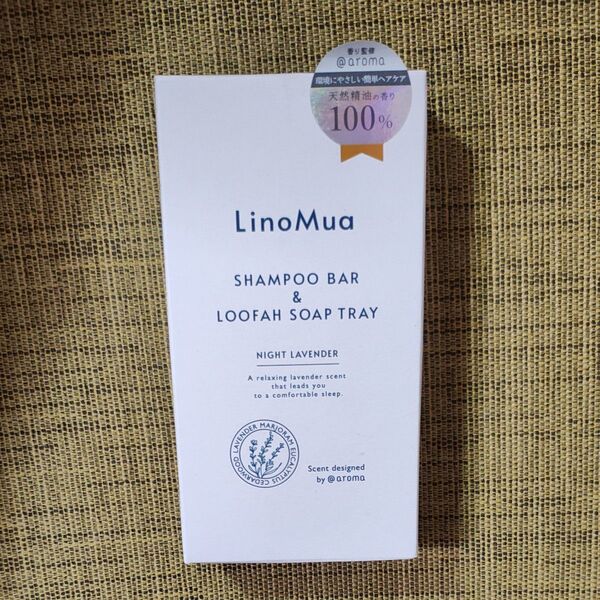 香り監修
@aroma
環境にやさしい簡単ヘアケア
天然精油の香り
100%
LinoMua
SHAMPOO BAR
&
LOOFAH SOAP TRAY
NIGHT LAVENDER
A relaxing lavender scent
that leads you
to a comfortable sleep.
LAVENDER MARJORAM EUCALYPTUS CEDARWOOD
Scent designed
by @aroma